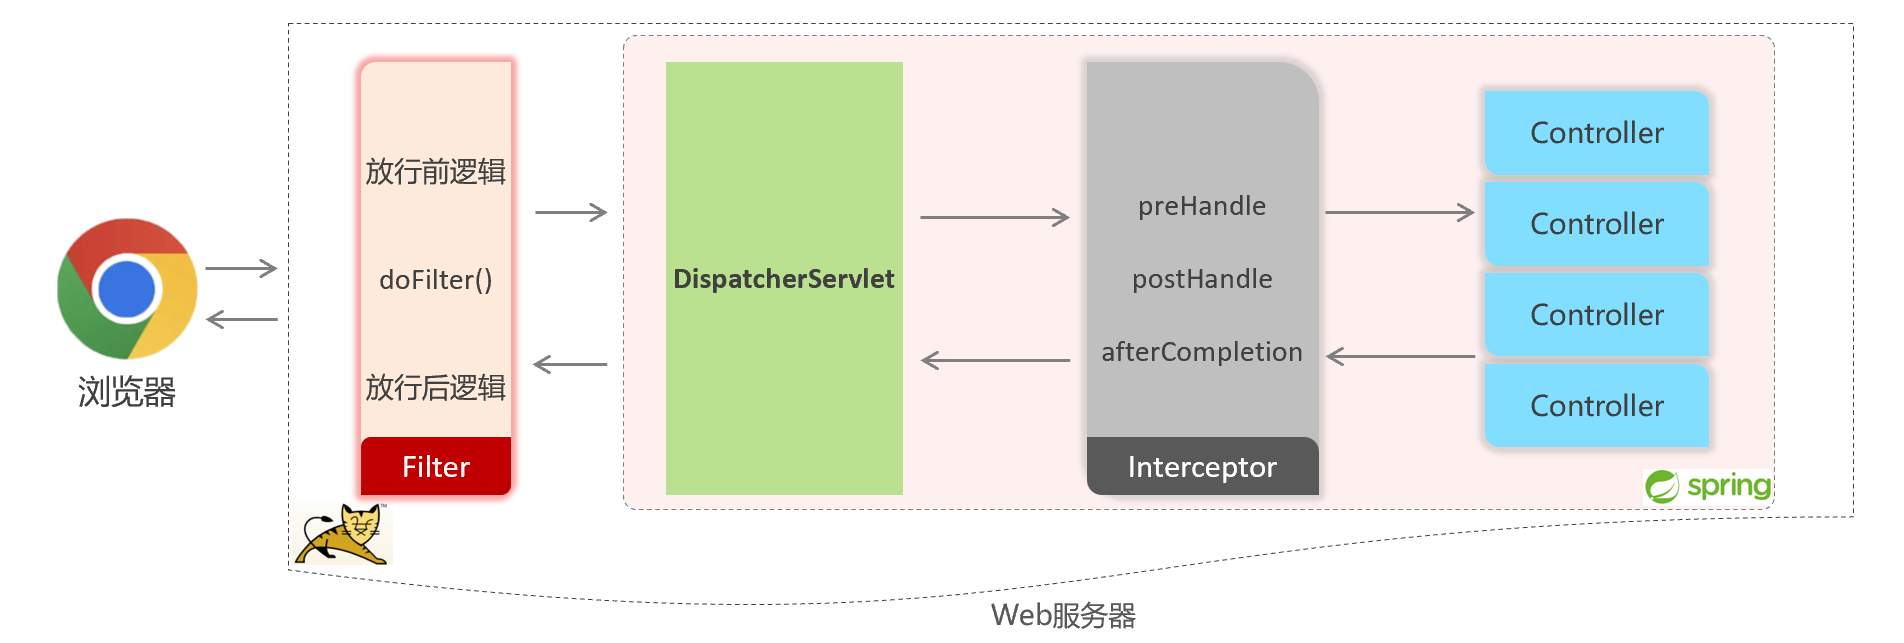 浏览器
放行前逻辑
doFilter()
放行后逻辑
Filter
DispatcherServlet
preHandle
postHandle
afterCompletion
Interceptor
Controller
Controller
Controller
Controller
spring
TM
Web服务器